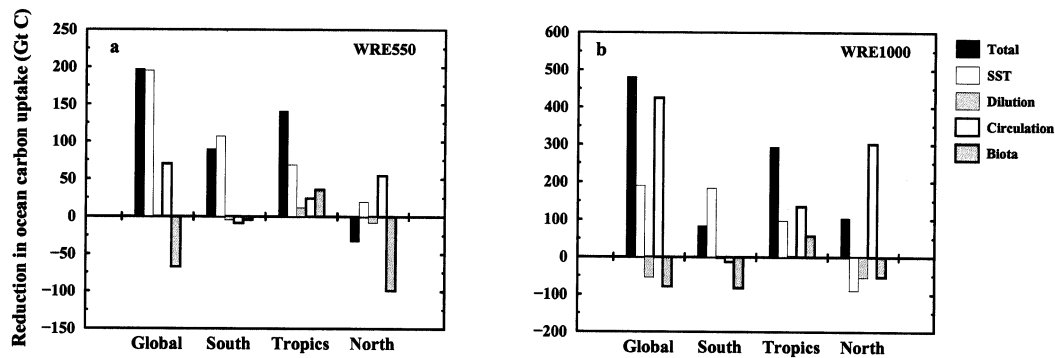 Reduction in ocean carbon uptake (Gt C)
250
200
150
100
50
0
−50
−100
−150
a
WRE550
Global South Tropics North
600
500
400
300
200
100
0
−100
−200
b
WRE1000
Global South Tropics North
Total
SST
Dilution
Circulation
Biota